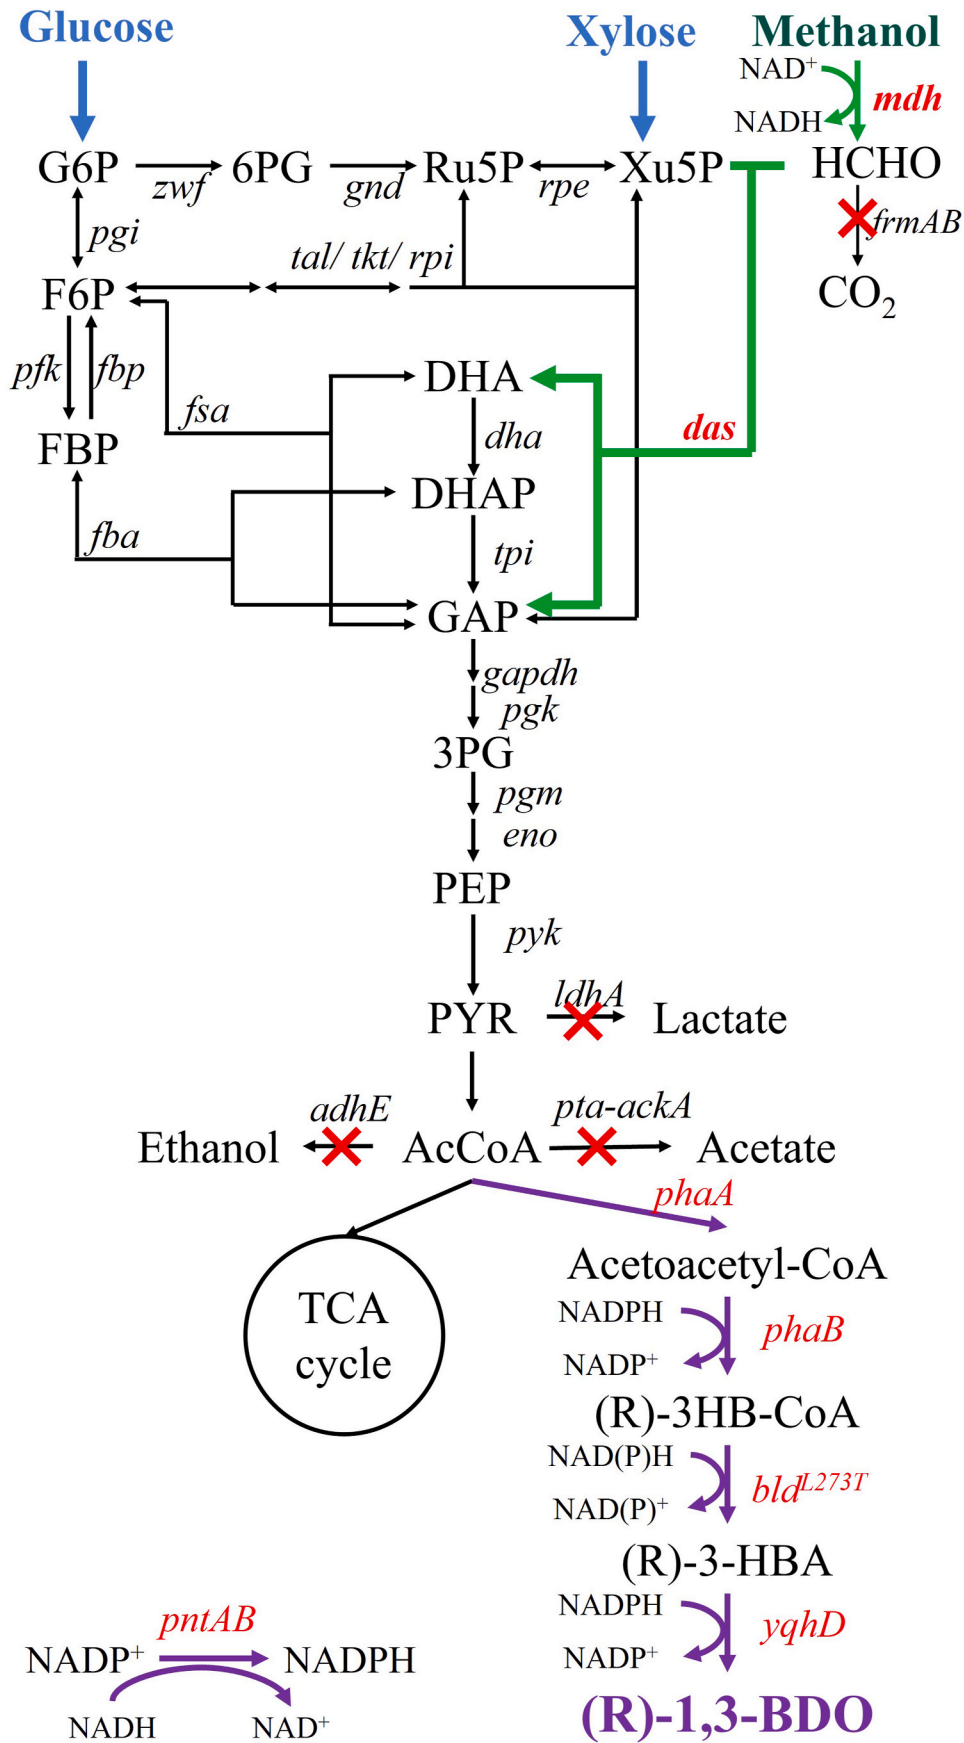 Glucose
Xylose
Methanol
NAD⁺
mdh
NADH
G6P
zwf
6PG
gnd
Ru5P
rpe
Xu5P
HCHO
frmAB
pgi
tal/ tkt/ rpi
F6P
CO₂
pfk
fbp
DHA
fsa
das
dha
FBP
DHAP
fba
tpi
GAP
gapdh
pgk
3PG
pgm
eno
PEP
pyk
ldhA
PYR
Lactate
adhE
pta-ackA
Ethanol
AcCoA
Acetate
phaA
Acetoacetyl-CoA
TCA
cycle
NADPH
phaB
NADP⁺
(R)-3HB-CoA
NAD(P)H
bldᴸ²⁷³ᵀ
NAD(P)⁺
(R)-3-HBA
NADPH
yqhD
NADP⁺
pntAB
NADP⁺
NADPH
NADH
NAD⁺
(R)-1,3-BDO